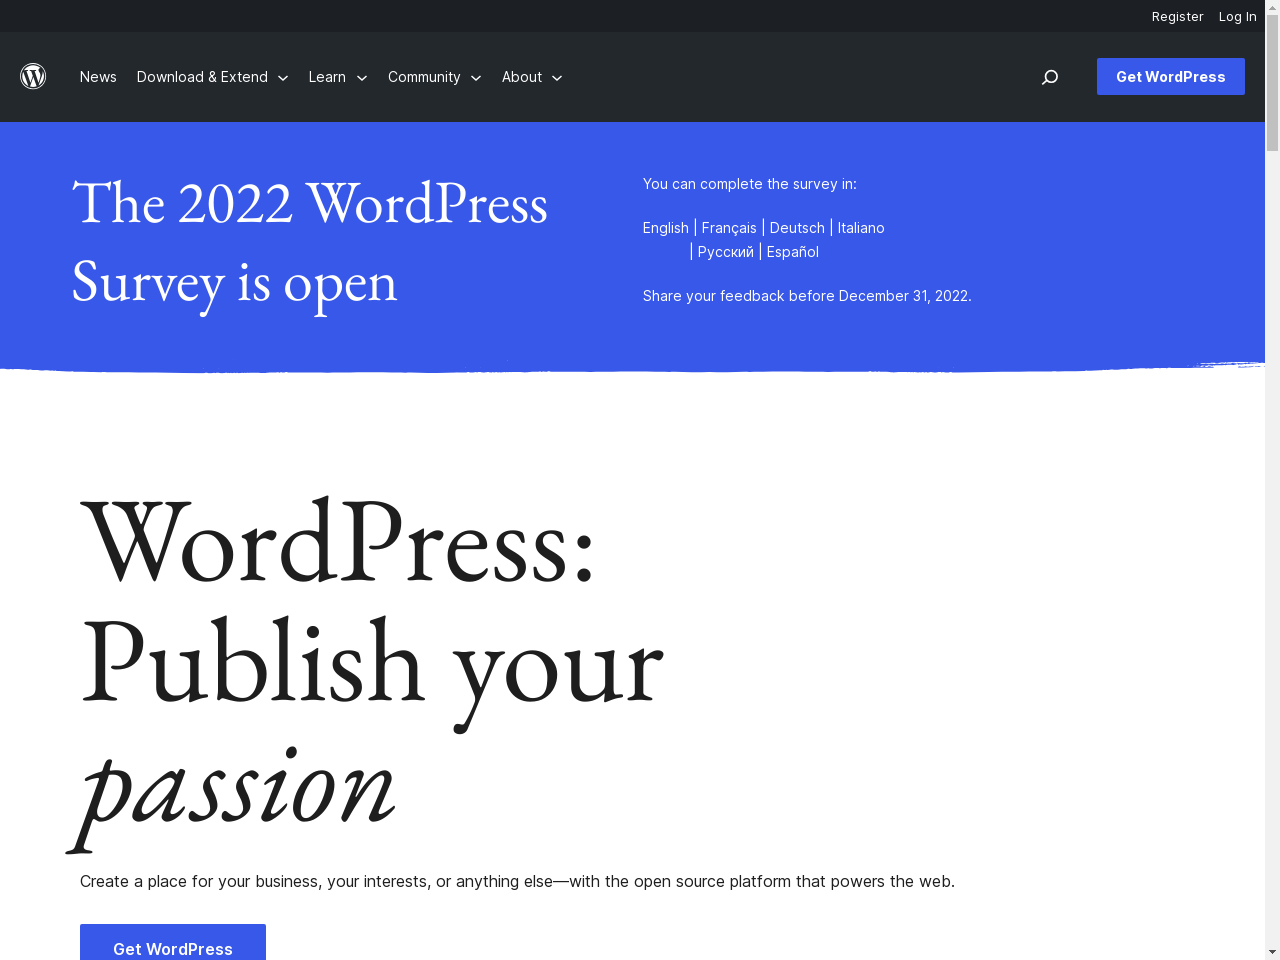 Register Log In
News Download & Extend Learn Community About Get WordPress
The 2022 WordPress
Survey is open
You can complete the survey in:
English | Français | Deutsch | Italiano
| Русский | Español
Share your feedback before December 31, 2022.
WordPress:
Publish your
passion
Create a place for your business, your interests, or anything else—with the open source platform that powers the web.
Get WordPress